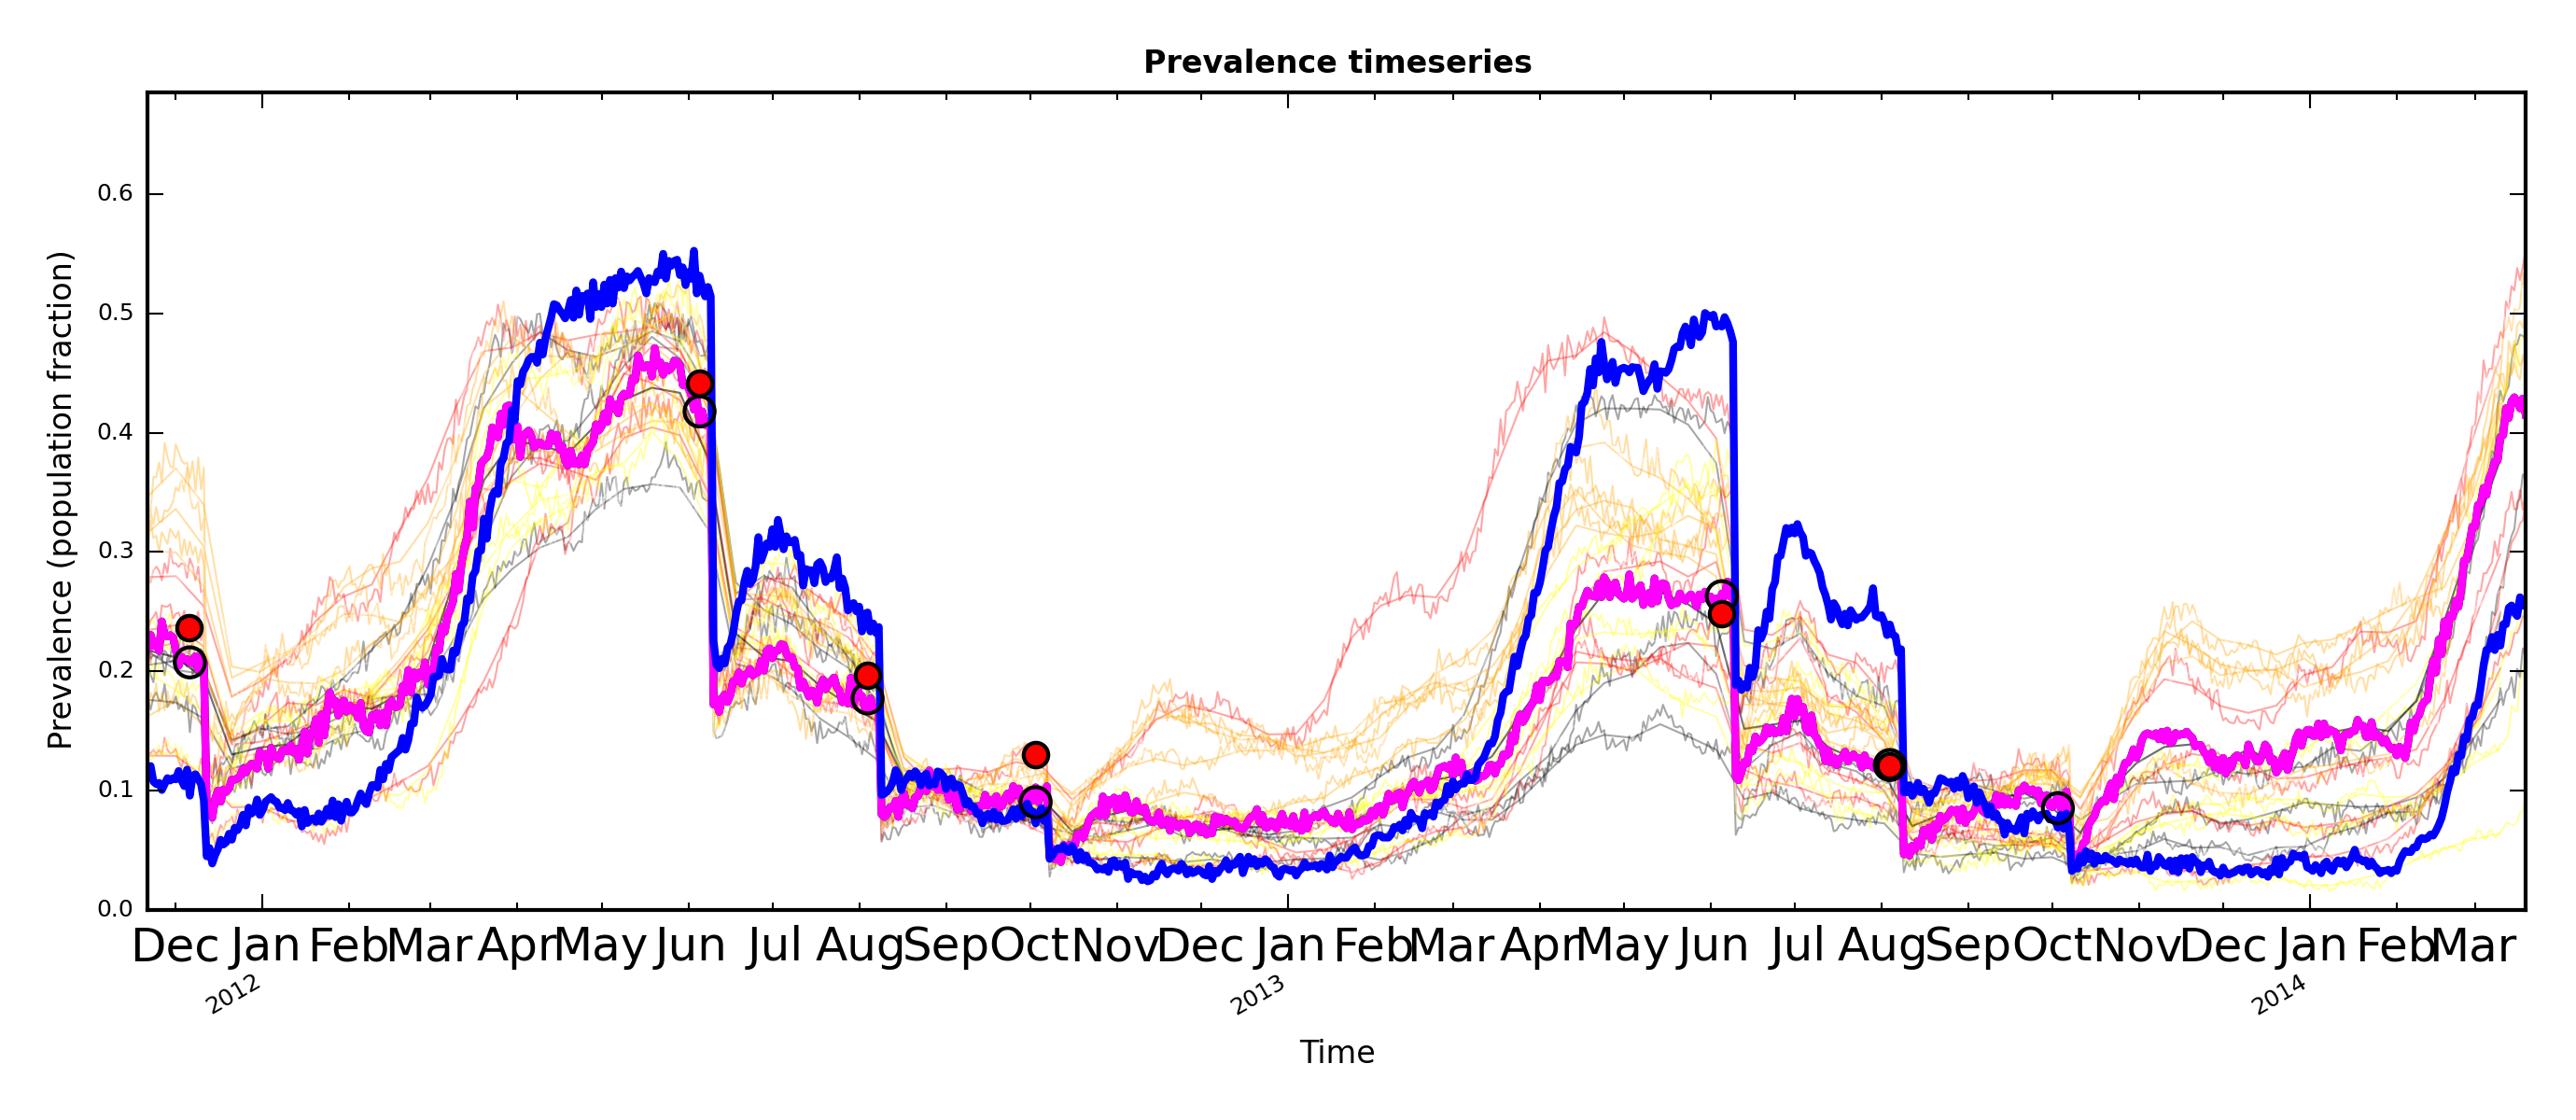 Prevalence timeseries
Prevalence (population fraction)
0.6
0.5
0.4
0.3
0.2
0.1
0.0
Dec Jan Feb Mar Apr May Jun Jul Aug Sep Oct Nov Dec Jan Feb Mar Apr May Jun Jul Aug Sep Oct Nov Dec Jan Feb Mar
2012 2013 2014
Time